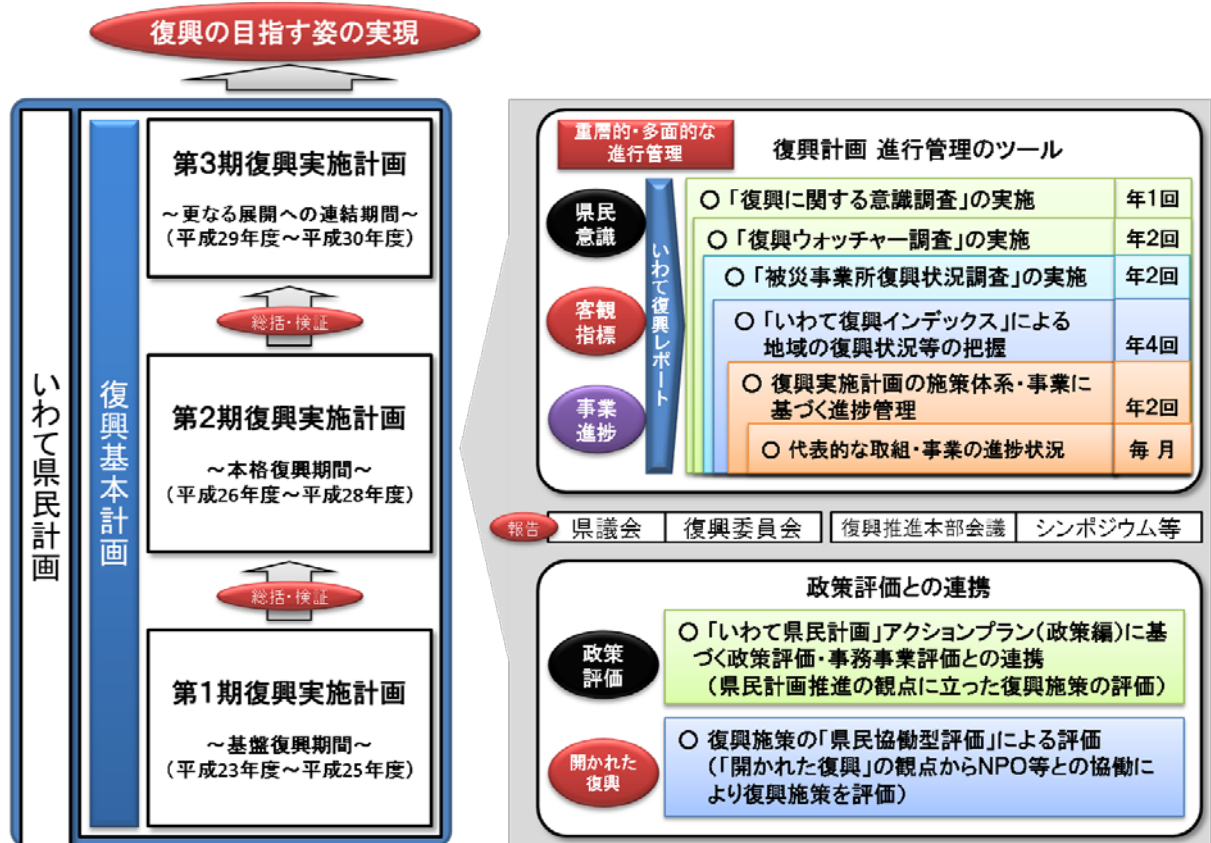 復興の目指す姿の実現
いわて県民計画
復興基本計画
第3期復興実施計画
～更なる展開への連結期間～
(平成29年度～平成30年度)
総括・検証
第2期復興実施計画
～本格復興期間～
(平成26年度～平成28年度)
総括・検証
第1期復興実施計画
～基盤復興期間～
(平成23年度～平成25年度)
重層的・多面的な
進行管理
復興計画 進行管理のツール
県民
意識
客観
指標
事業
進捗
いわて復興レポート
○「復興に関する意識調査」の実施 年1回
○「復興ウォッチャー調査」の実施 年2回
○「被災事業所復興状況調査」の実施 年2回
○「いわて復興インデックス」による
地域の復興状況等の把握 年4回
○ 復興実施計画の施策体系・事業に
基づく進捗管理 年2回
○ 代表的な取組・事業の進捗状況 毎 月
報告 県議会 復興委員会 復興推進本部会議 シンポジウム等
政策評価との連携
政策
評価
○「いわて県民計画」アクションプラン(政策編)に基
づく政策評価・事務事業評価との連携
(県民計画推進の観点に立った復興施策の評価)
開かれた
復興
○ 復興施策の「県民協働型評価」による評価
(「開かれた復興」の観点からNPO等との協働に
より復興施策を評価)